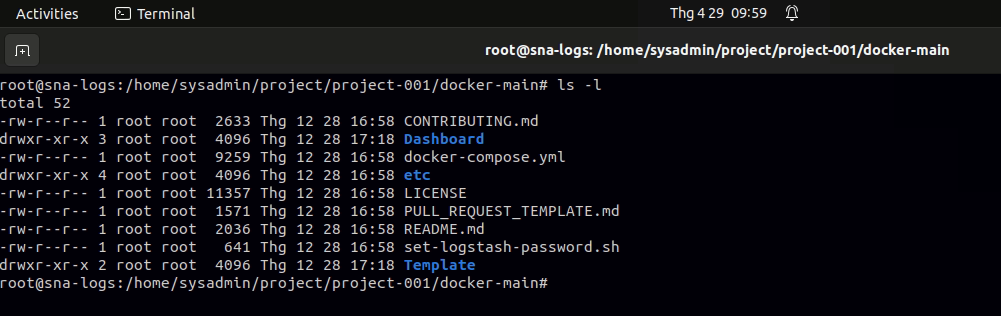 Activities Terminal Thg 4 29 09:59
root@sna-logs: /home/sysadmin/project/project-001/docker-main
root@sna-logs:/home/sysadmin/project/project-001/docker-main# ls -l
total 52
-rw-r--r-- 1 root root  2633 Thg 12 28 16:58 CONTRIBUTING.md
drwxr-xr-x 3 root root  4096 Thg 12 28 17:18 Dashboard
-rw-r--r-- 1 root root  9259 Thg 12 28 16:58 docker-compose.yml
drwxr-xr-x 4 root root  4096 Thg 12 28 16:58 etc
-rw-r--r-- 1 root root 11357 Thg 12 28 16:58 LICENSE
-rw-r--r-- 1 root root  1571 Thg 12 28 16:58 PULL_REQUEST_TEMPLATE.md
-rw-r--r-- 1 root root  2036 Thg 12 28 16:58 README.md
-rw-r--r-- 1 root root   641 Thg 12 28 16:58 set-logstash-password.sh
drwxr-xr-x 2 root root  4096 Thg 12 28 17:18 Template
root@sna-logs:/home/sysadmin/project/project-001/docker-main#